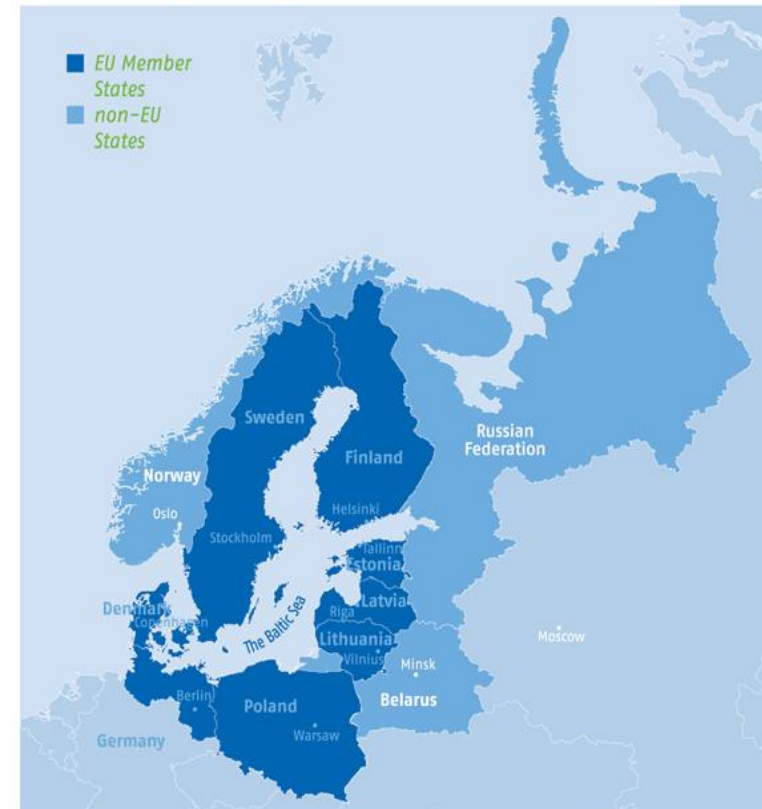 EU Member
States
non-EU
States
Sweden
Finland
Russian
Federation
Norway
Oslo
Helsinki
Stockholm
Tallinn
Estonia
Denmark
Copenhagen
Latvia
Riga
The Baltic Sea
Lithuania
Moscow
Vilnius
Minsk
Berlin
Poland
Belarus
Warsaw
Germany